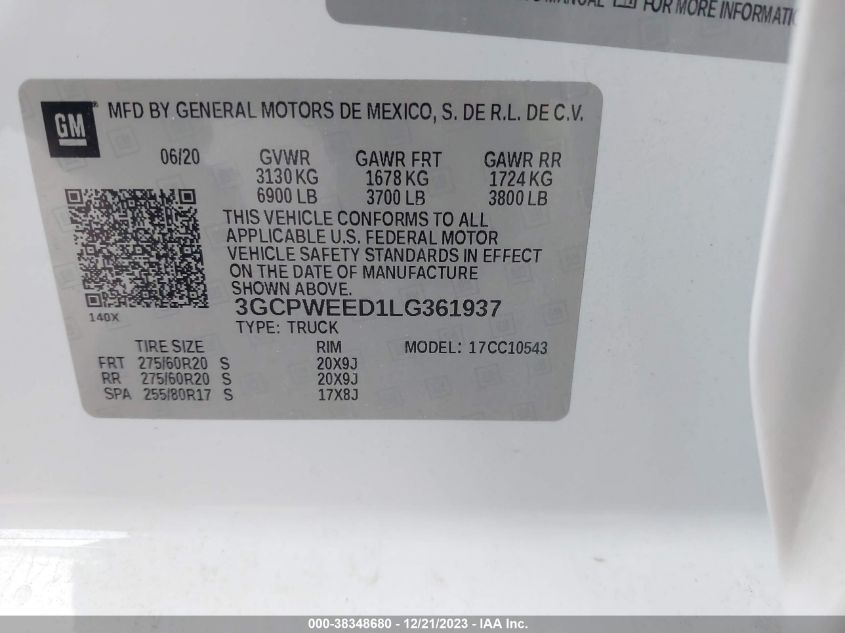 MANUAL FOR MORE INFORMATIC
GM
MFD BY GENERAL MOTORS DE MEXICO, S. DE R.L. DE C.V.
06/20 GVWR GAWR FRT GAWR RR
3130 KG 1678 KG 1724 KG
6900 LB 3700 LB 3800 LB
THIS VEHICLE CONFORMS TO ALL
APPLICABLE U.S. FEDERAL MOTOR
VEHICLE SAFETY STANDARDS IN EFFECT
ON THE DATE OF MANUFACTURE
SHOWN ABOVE.
3GCPWEED1LG361937
140X
TYPE: TRUCK
TIRE SIZE RIM MODEL: 17CC10543
FRT 275/60R20 S 20X9J
RR 275/60R20 S 20X9J
SPA 255/80R17 S 17X8J
000-38348680 - 12/21/2023 - IAA Inc.